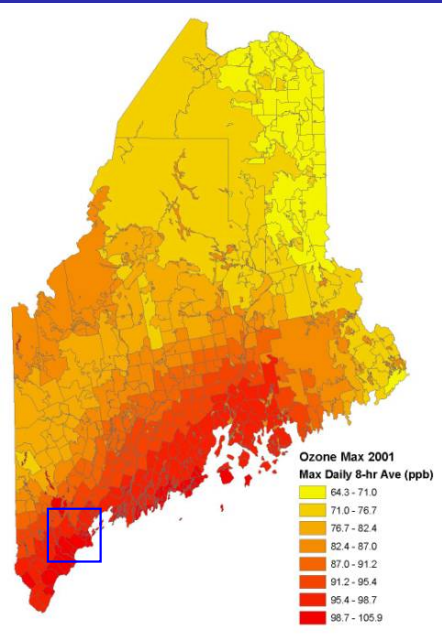 Ozone Max 2001
Max Daily 8-hr Ave (ppb)
64.3 - 71.0
71.0 - 76.7
76.7 - 82.4
82.4 - 87.0
87.0 - 91.2
91.2 - 95.4
95.4 - 98.7
98.7 - 105.9